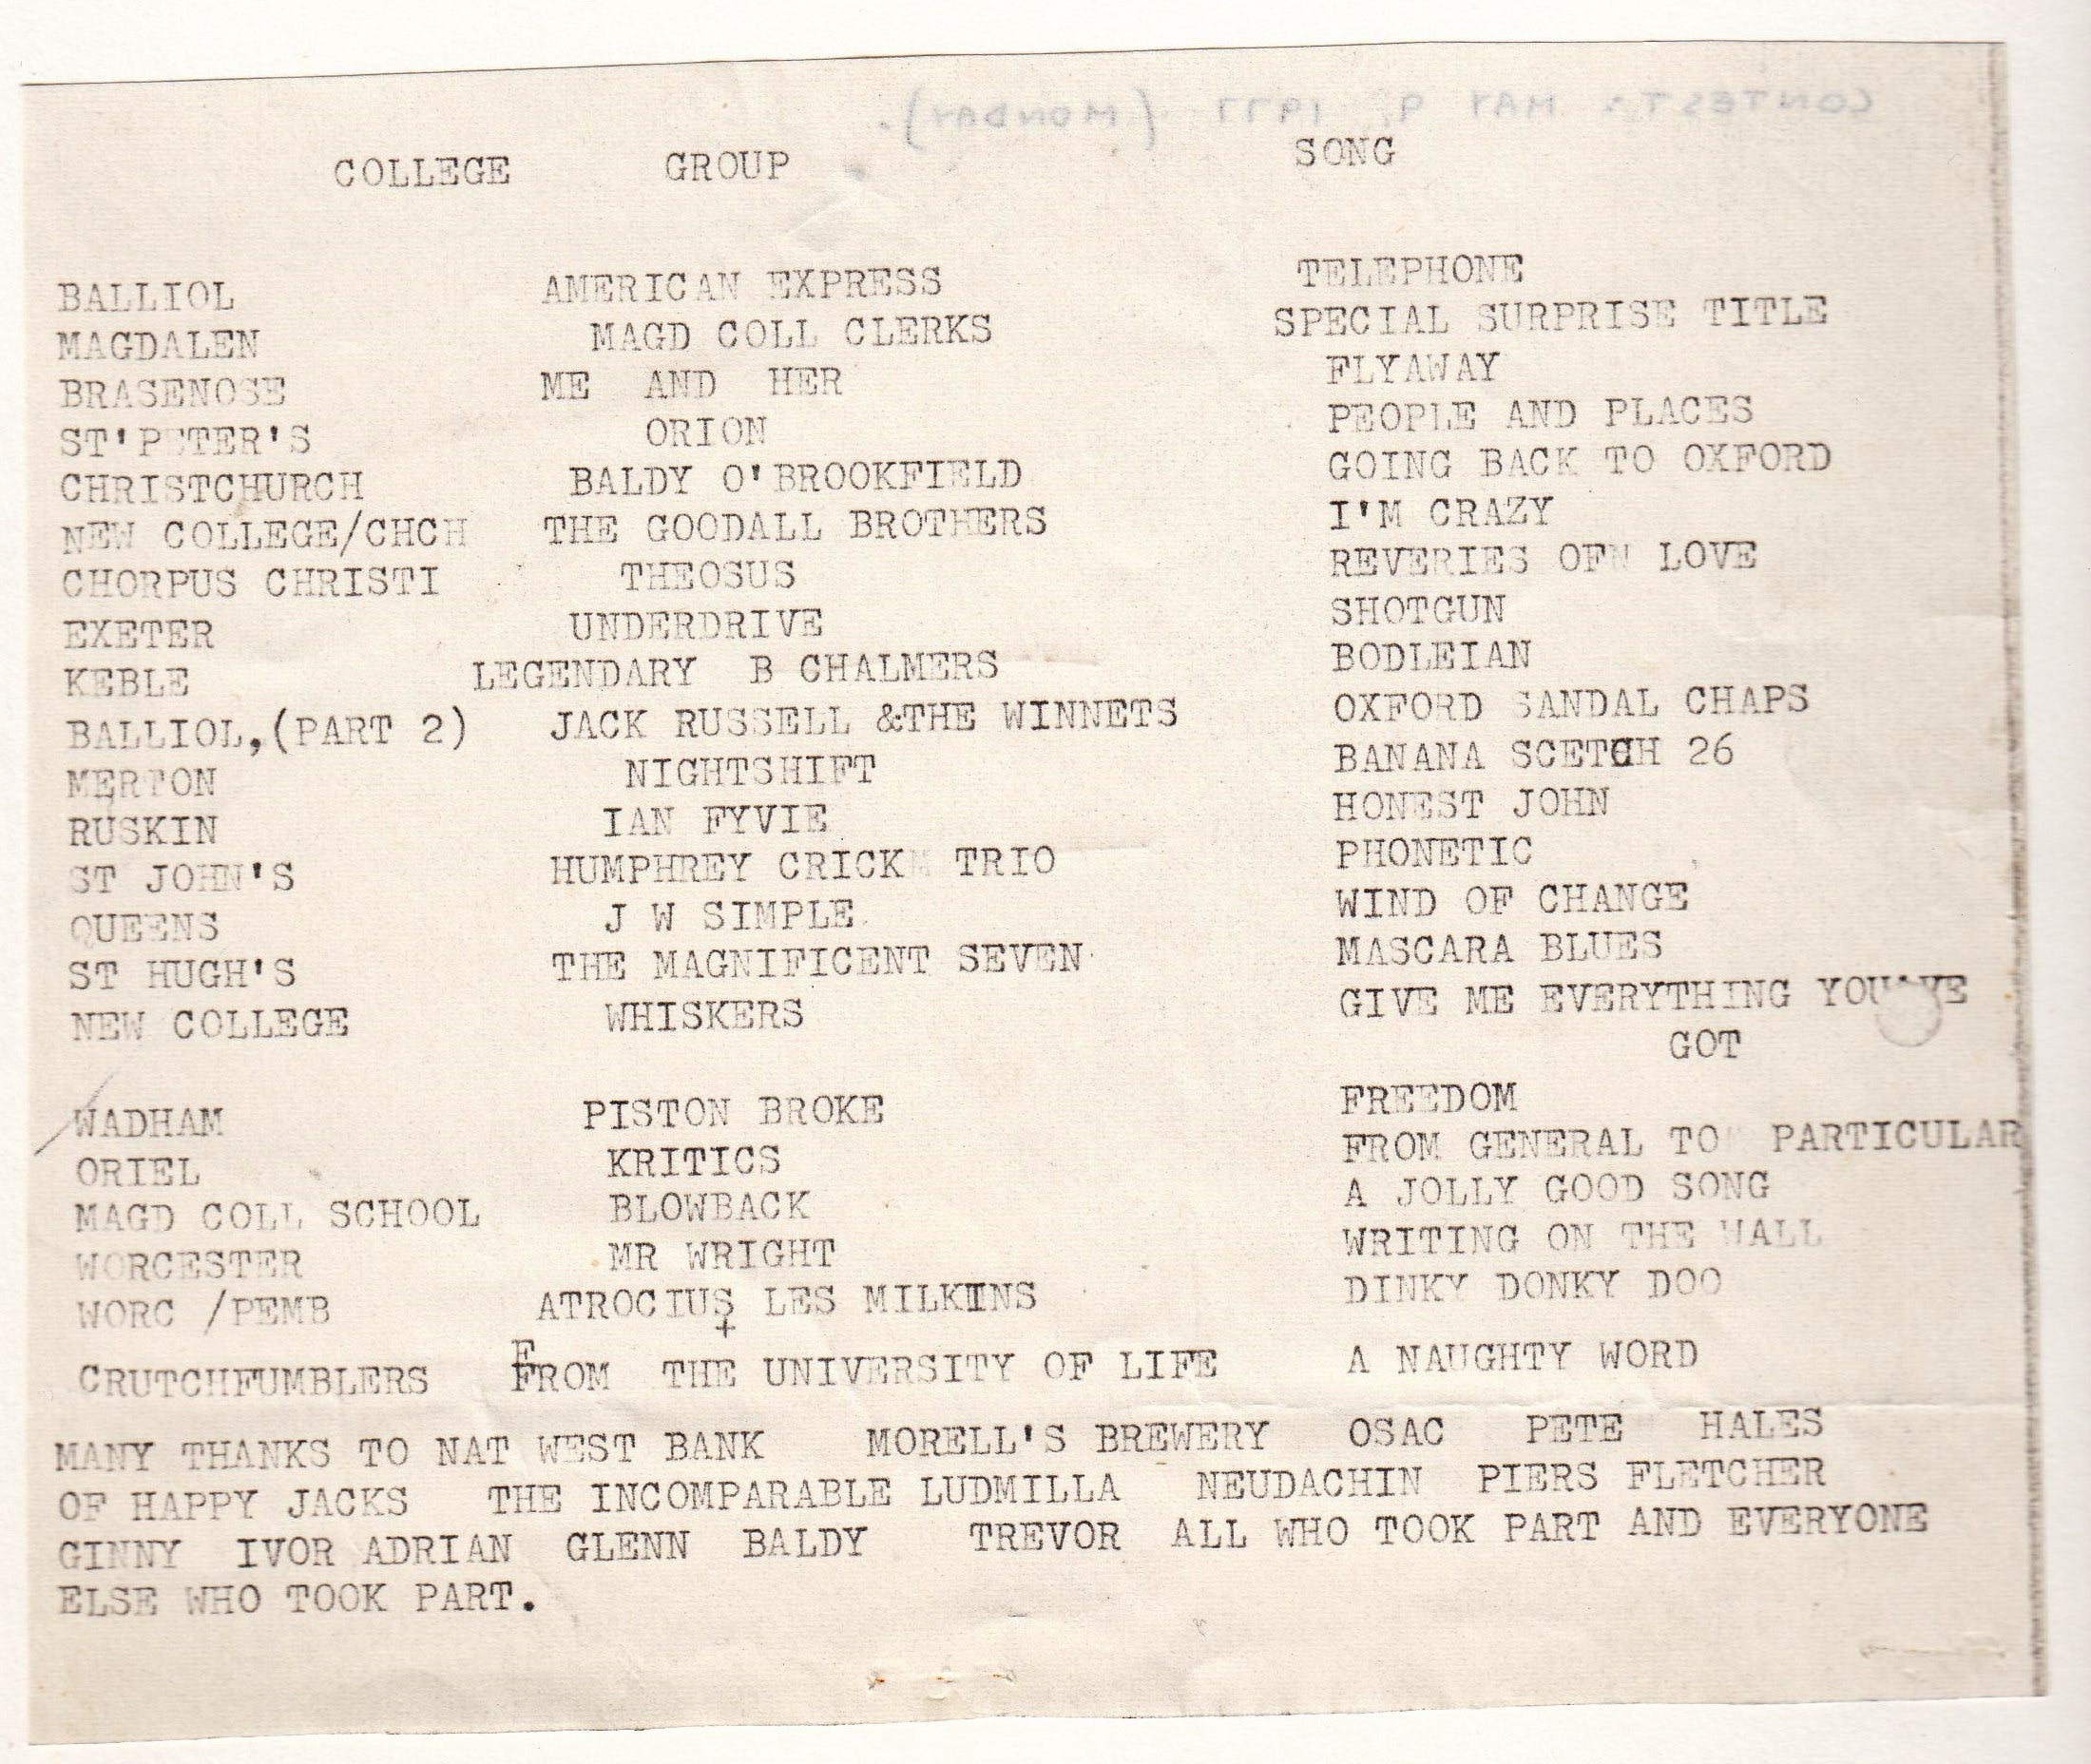 CONTEST: MAY 9, 1977 (MONDAY).
COLLEGE GROUP SONG
BALLIOL AMERICAN EXPRESS TELEPHONE
MAGDALEN MAGD COLL CLERKS SPECIAL SURPRISE TITLE
BRASENOSE ME AND HER FLYAWAY
ST'PETER'S ORION PEOPLE AND PLACES
CHRISTCHURCH BALDY O'BROOKFIELD GOING BACK TO OXFORD
NEW COLLEGE/CHCH THE GOODALL BROTHERS I'M CRAZY
CHORPUS CHRISTI THEOSUS REVERIES OFN LOVE
EXETER UNDERDRIVE SHOTGUN
KEBLE LEGENDARY B CHALMERS BODLEIAN
BALLIOL,(PART 2) JACK RUSSELL &THE WINNETS OXFORD SANDAL CHAPS
MERTON NIGHTSHIFT BANANA SCETCH 26
RUSKIN IAN FYVIE HONEST JOHN
ST JOHN'S HUMPHREY CRICKM TRIO PHONETIC
QUEENS J W SIMPLE WIND OF CHANGE
ST HUGH'S THE MAGNIFICENT SEVEN MASCARA BLUES
NEW COLLEGE WHISKERS GIVE ME EVERYTHING YOU'VE
GOT
WADHAM PISTON BROKE FREEDOM
ORIEL KRITICS FROM GENERAL TO PARTICULAR
MAGD COLL SCHOOL BLOWBACK A JOLLY GOOD SONG
WORCESTER MR WRIGHT WRITING ON THE WALL
WORC /PEMB ATROCIUS LES MILKINS DINKY DONKY DOO
+
CRUTCHFUMBLERS FROM THE UNIVERSITY OF LIFE A NAUGHTY WORD
MANY THANKS TO NAT WEST BANK MORELL'S BREWERY OSAC PETE HALES
OF HAPPY JACKS THE INCOMPARABLE LUDMILLA NEUDACHIN PIERS FLETCHER
GINNY IVOR ADRIAN GLENN BALDY TREVOR ALL WHO TOOK PART AND EVERYONE
ELSE WHO TOOK PART.